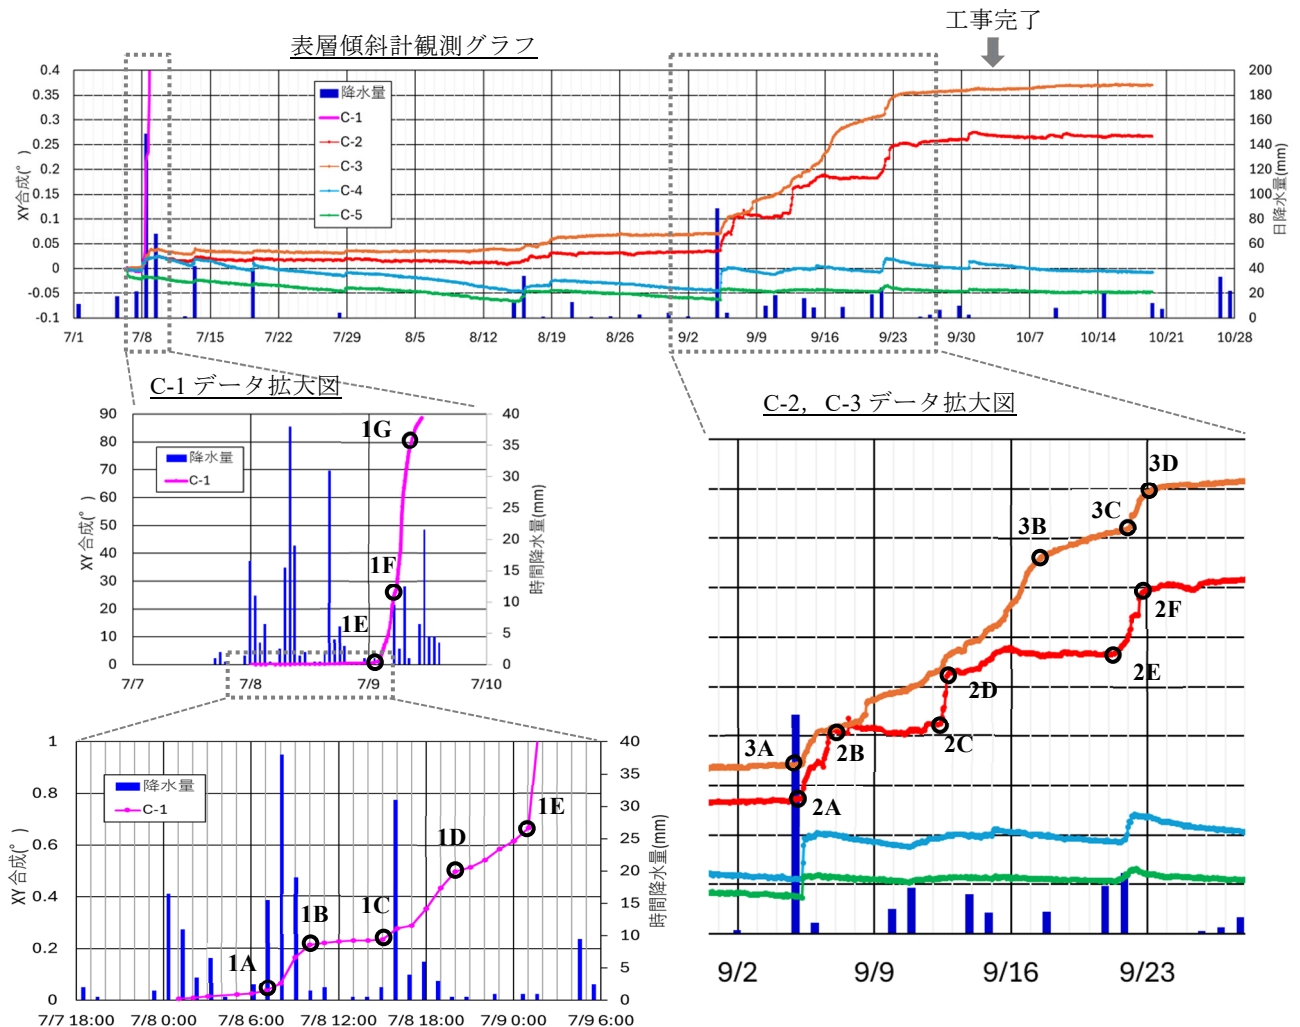 工事完了
表層傾斜計観測グラフ
0.4
0.35
0.3
0.25
0.2
0.15
0.1
0.05
0
-0.05
-0.1
XY合成(°)
200
180
160
140
120
100
80
60
40
20
0
日降水量(mm)
降水量
C-1
C-2
C-3
C-4
C-5
7/1 7/8 7/15 7/22 7/29 8/5 8/12 8/19 8/26 9/2 9/9 9/16 9/23 9/30 10/7 10/14 10/21 10/28
C-1 データ拡大図
90
80
70
60
50
40
30
20
10
0
XY合成(°)
40
35
30
25
20
15
10
5
0
時間降水量(mm)
降水量
C-1
1G
1F
1E
7/7 7/8 7/9 7/10
1
0.8
0.6
0.4
0.2
0
XY合成(°)
40
35
30
25
20
15
10
5
0
時間降水量(mm)
降水量
C-1
1A
1B
1C
1D
1E
7/7 18:00 7/8 0:00 7/8 6:00 7/8 12:00 7/8 18:00 7/9 0:00 7/9 6:00
C-2，C-3 データ拡大図
3A
3B
3C
3D
2A
2B
2C
2D
2E
2F
9/2 9/9 9/16 9/23